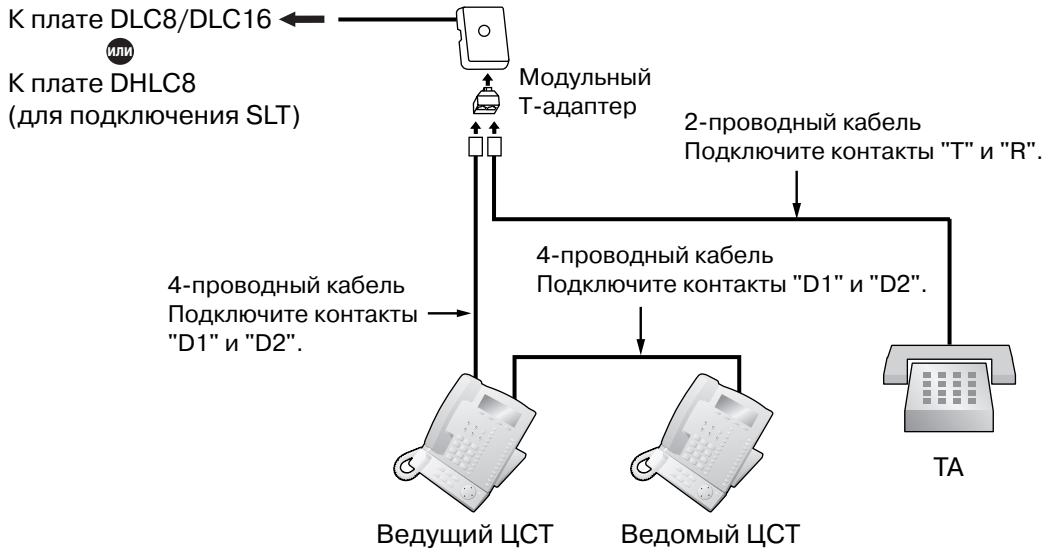 К плате DLC8/DLC16
или
К плате DHLC8
(для подключения SLT)
Модульный
Т-адаптер
2-проводный кабель
Подключите контакты "T" и "R".
4-проводный кабель
Подключите контакты "D1" и "D2".
4-проводный кабель
Подключите контакты
"D1" и "D2".
ТА
Ведущий ЦСТ
Ведомый ЦСТ